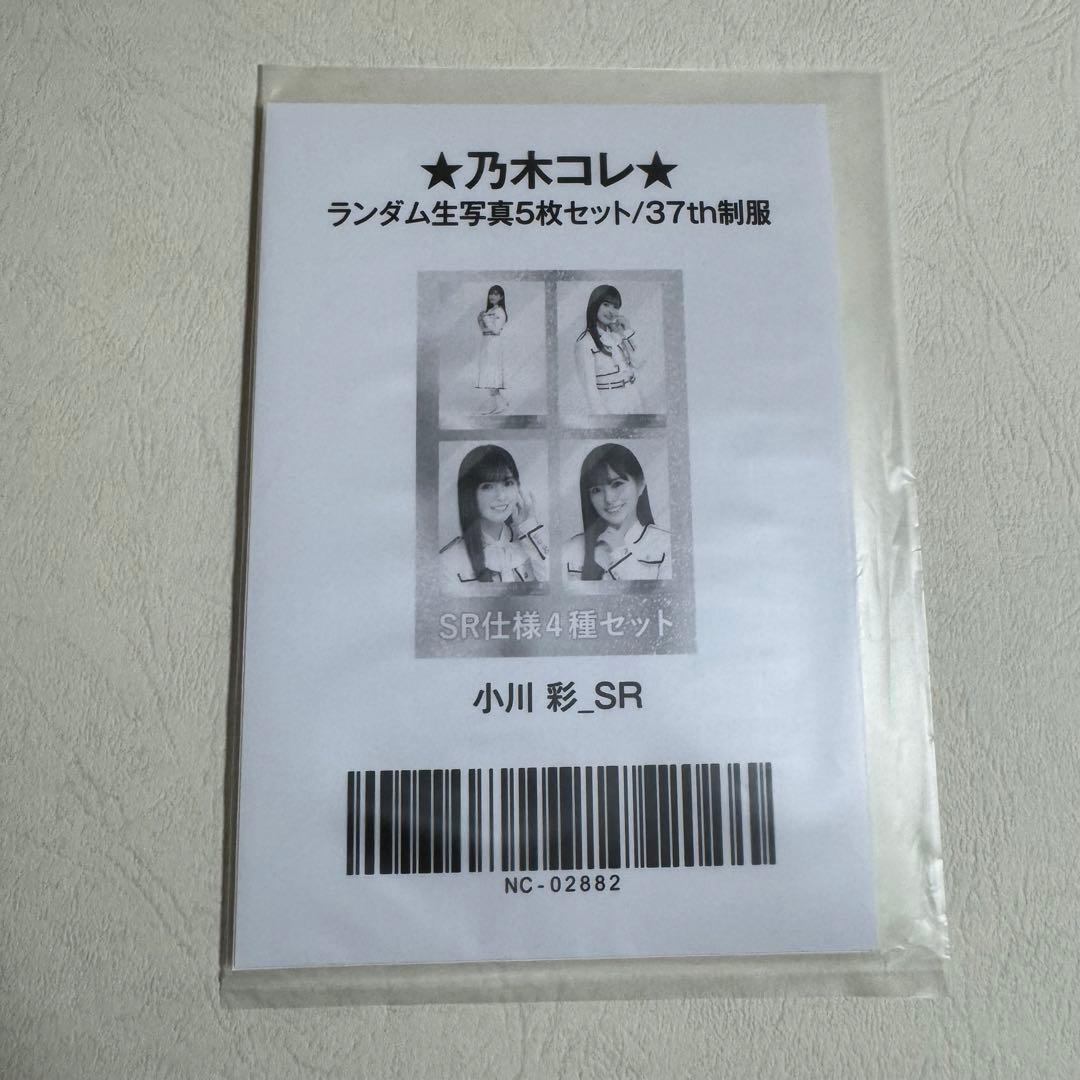 ★乃木コレ★
ランダム生写真5枚セット/37th制服
SR仕様4種セット
小川 彩_SR
NC-02882